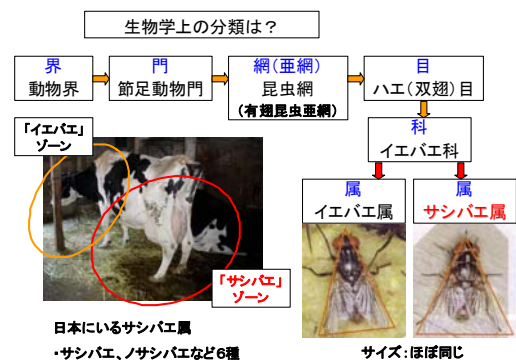 生物学上の分類は？
界
動物界
門
節足動物門
網（亜網）
昆虫網
(有翅昆虫亜網)
目
ハエ（双翅）目
科
イエバエ科
「イエバエ」
ゾーン
属
イエバエ属
属
サシバエ属
「サシバエ」
ゾーン
日本にいるサシバエ属
・サシバエ、ノサシバエなど6種
サイズ：ほぼ同じ